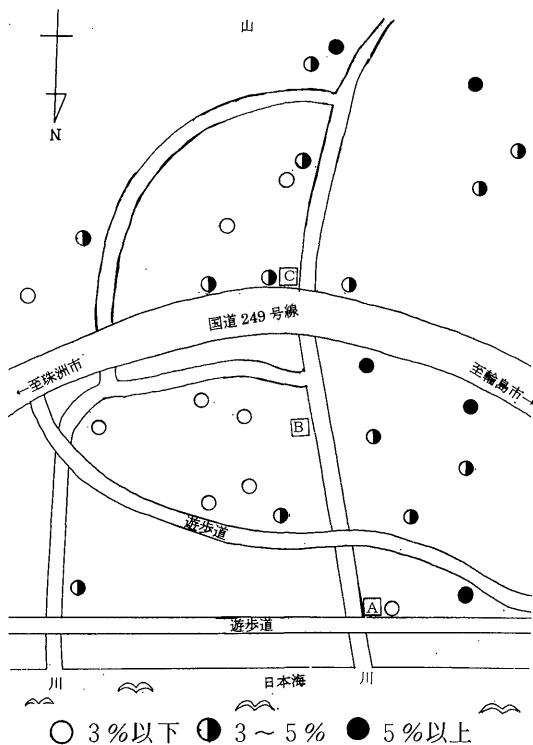 山
N
C
国道249号線
←至珠洲市
至輪島市→
B
遊歩道
A
遊歩道
川
日本海
川
○ 3%以下 ◑ 3～5% ● 5%以上